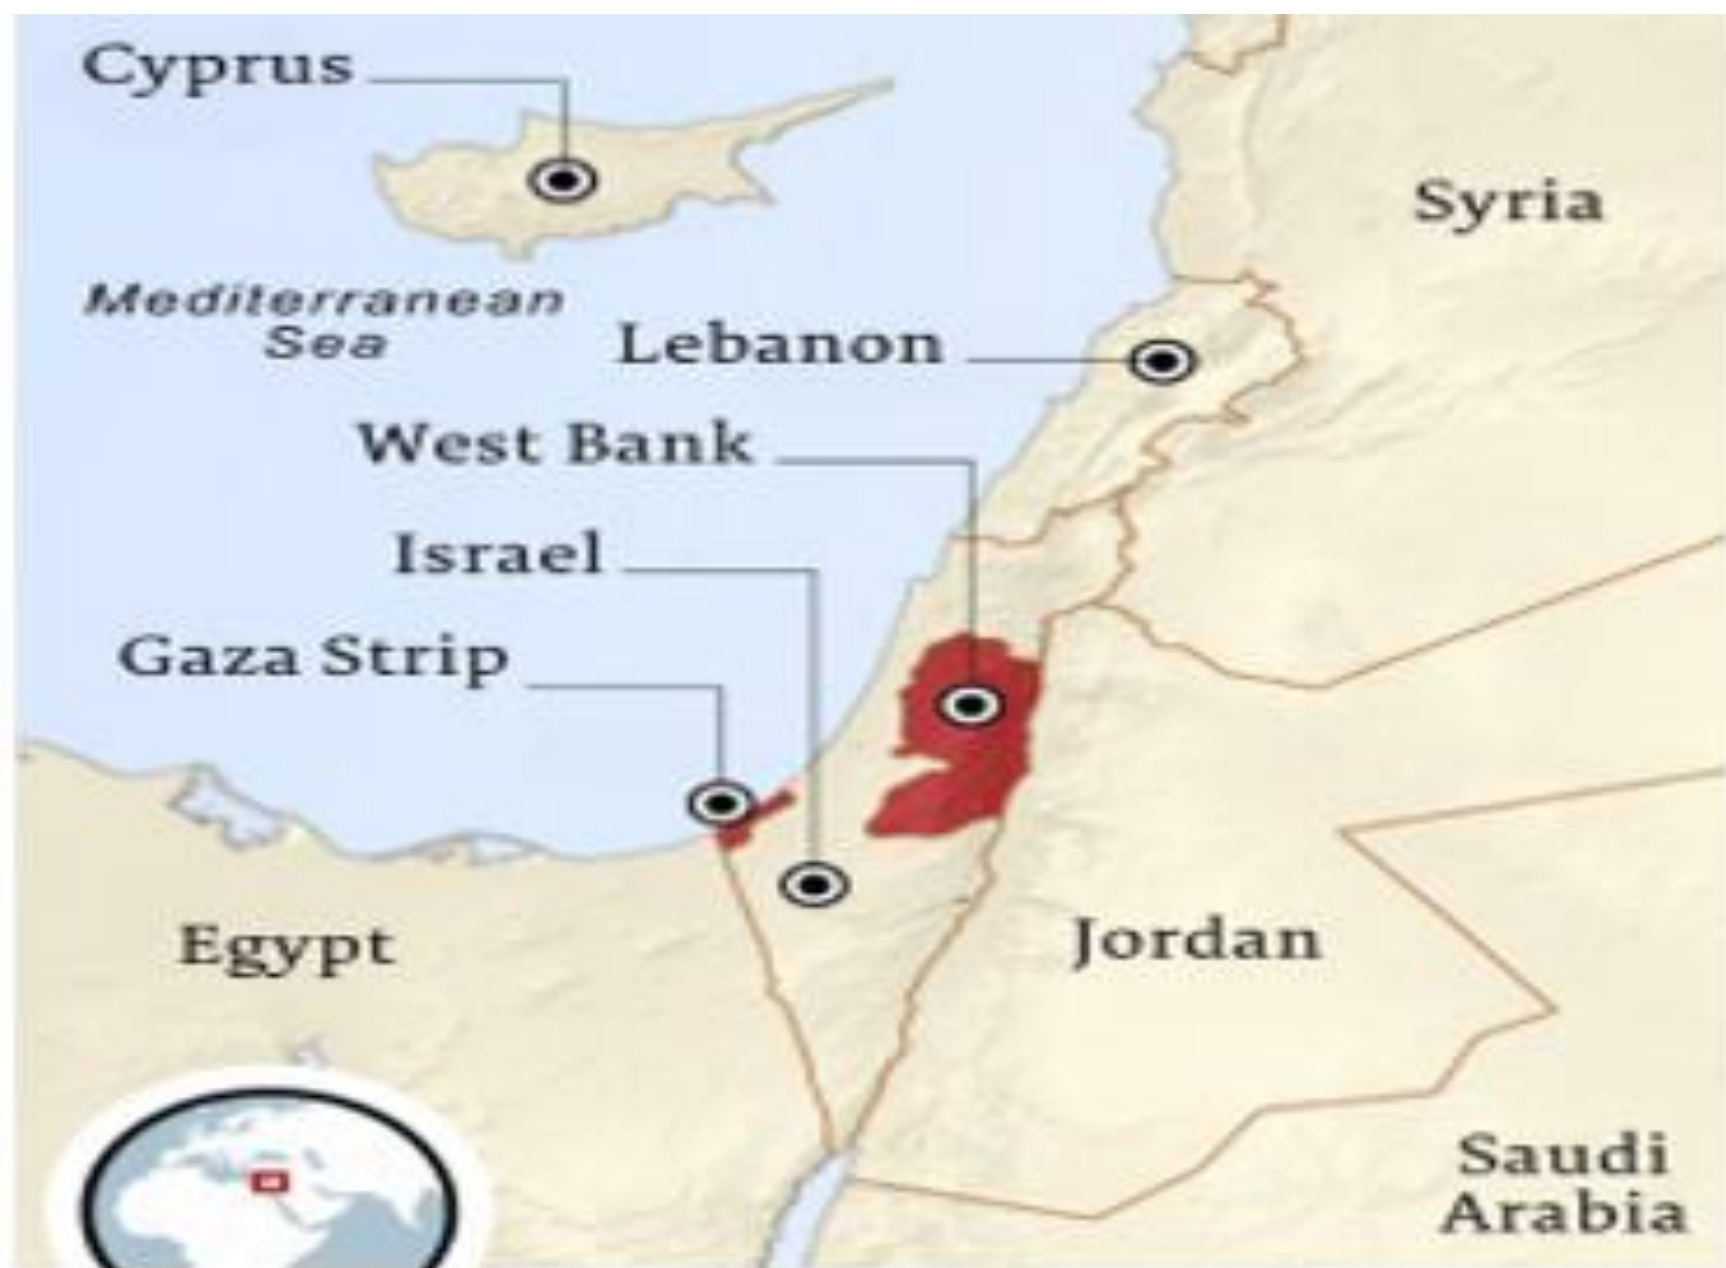 Cyprus
Syria
Mediterranean
Sea
Lebanon
West Bank
Israel
Gaza Strip
Egypt
Jordan
Saudi
Arabia